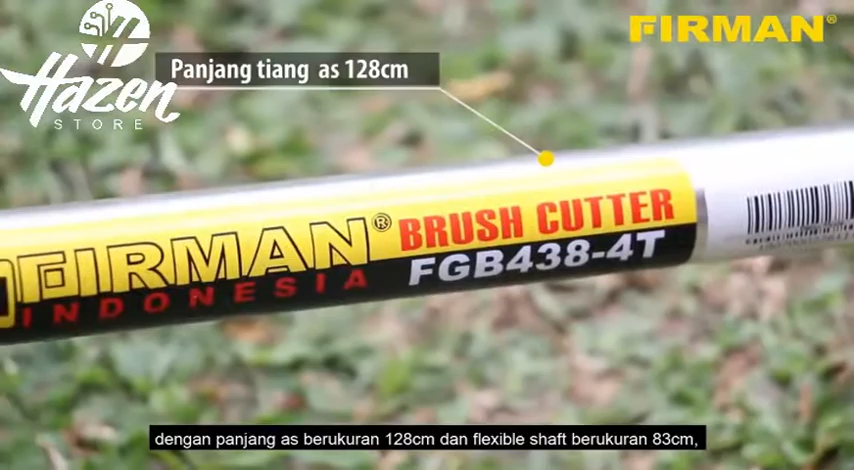 Hazen
STORE
Panjang tiang as 128cm
FIRMAN®
FIRMAN® BRUSH CUTTER
INDONESIA FGB438-4T
dengan panjang as berukuran 128cm dan flexible shaft berukuran 83cm,